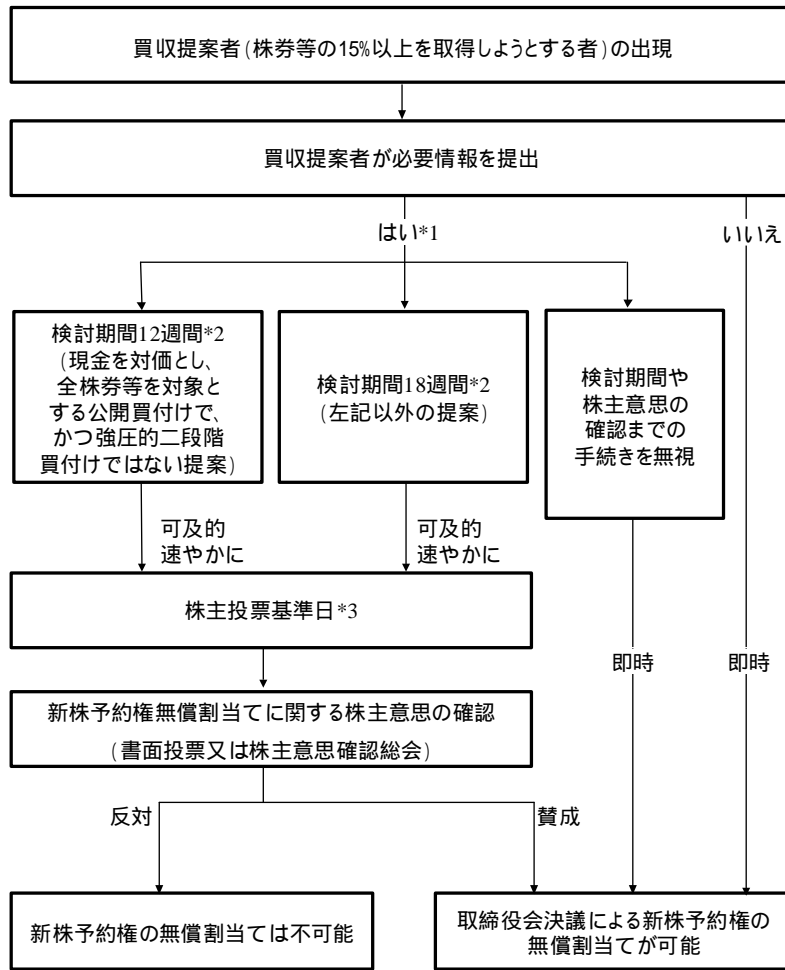 買収提案者(株券等の15%以上を取得しようとする者)の出現
買収提案者が必要情報を提出
はい*1
いいえ
検討期間12週間*2
(現金を対価とし、
全株券等を対象と
する公開買付けで、
かつ強圧的二段階
買付けではない提案)
検討期間18週間*2
(左記以外の提案)
検討期間や
株主意思の
確認までの
手続きを無視
可及的
速やかに
可及的
速やかに
株主投票基準日*3
即時
即時
新株予約権無償割当てに関する株主意思の確認
(書面投票又は株主意思確認総会)
反対
賛成
新株予約権の無償割当ては不可能
取締役会決議による新株予約権の
無償割当てが可能